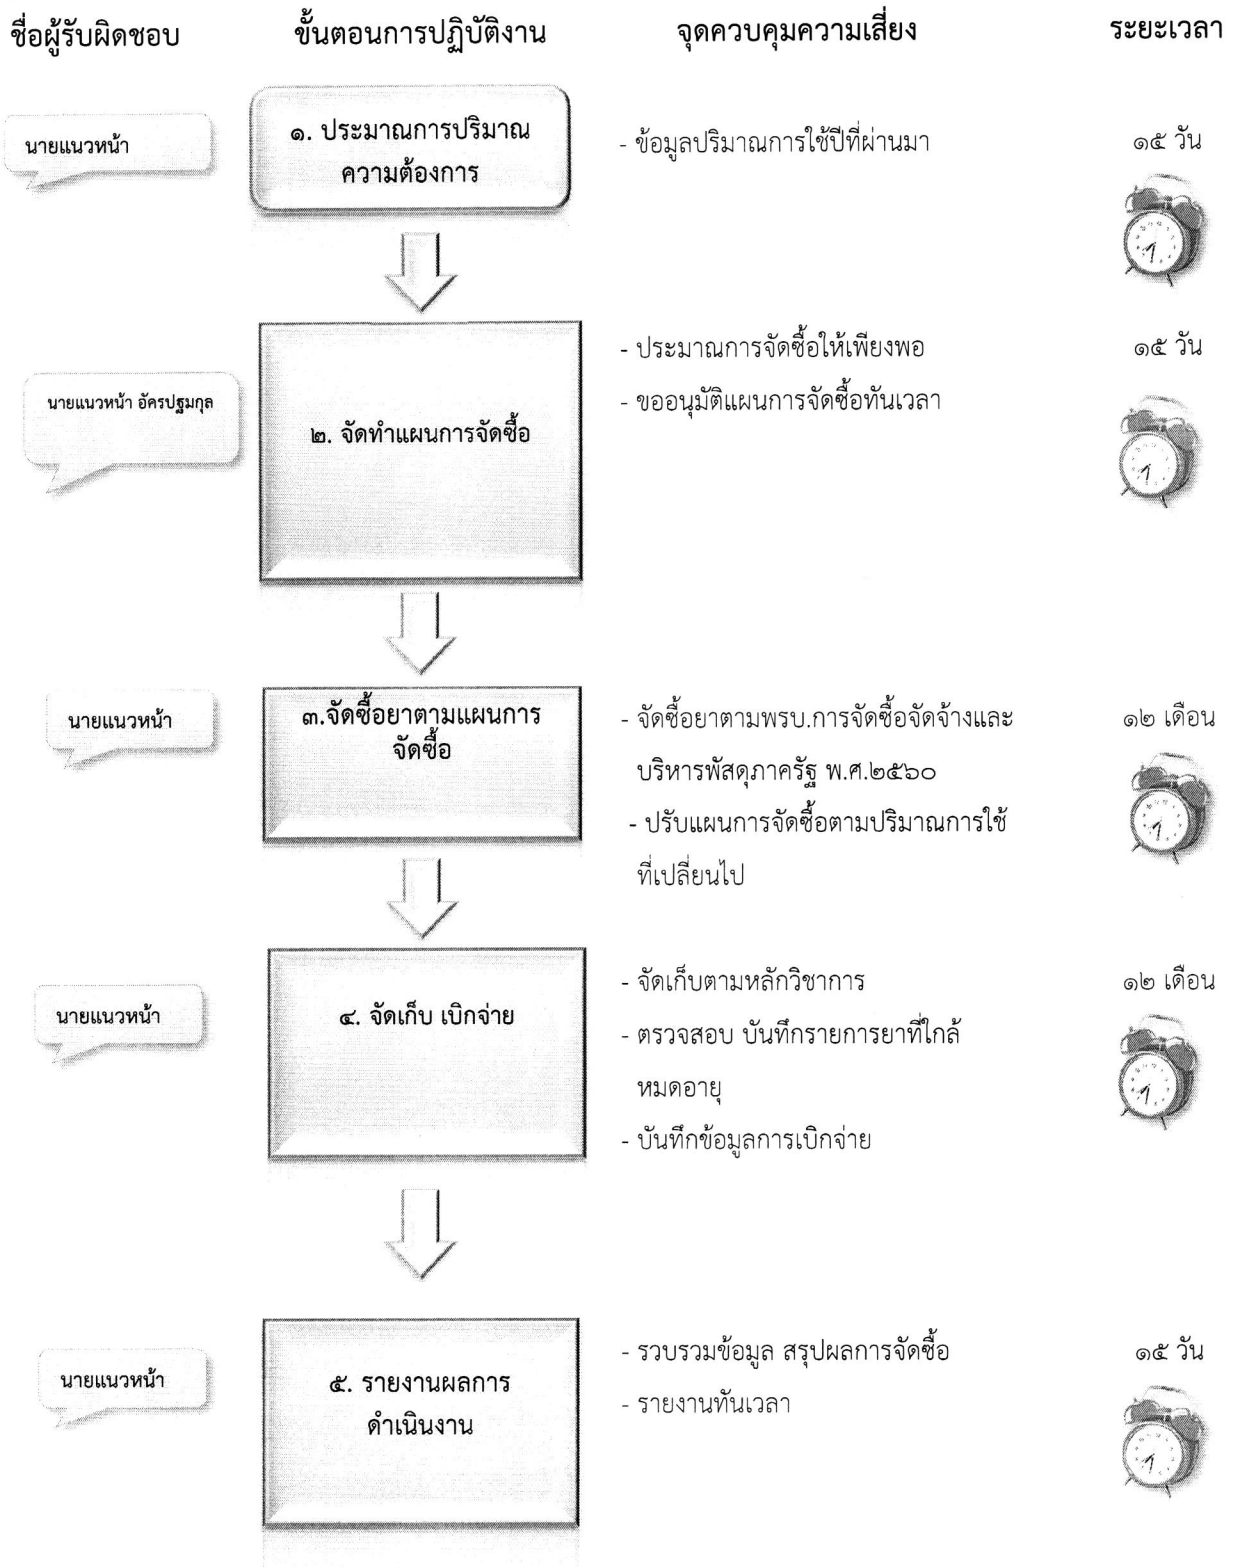 ชื่อผู้รับผิดชอบ ขั้นตอนการปฏิบัติงาน จุดควบคุมความเสี่ยง ระยะเวลา
นายแนวหน้า
๑. ประมาณการปริมาณ
ความต้องการ
- ข้อมูลปริมาณการใช้ปีที่ผ่านมา
๑๕ วัน
นายแนวหน้า อัครปฐมกุล
๒. จัดทำแผนการจัดซื้อ
- ประมาณการจัดซื้อให้เพียงพอ
- ขออนุมัติแผนการจัดซื้อทันเวลา
๑๕ วัน
นายแนวหน้า
๓.จัดซื้อยาตามแผนการ
จัดซื้อ
- จัดซื้อยาตามพรบ.การจัดซื้อจัดจ้างและ
บริหารพัสดุภาครัฐ พ.ศ.๒๕๖๐
- ปรับแผนการจัดซื้อตามปริมาณการใช้
ที่เปลี่ยนไป
๑๒ เดือน
นายแนวหน้า
๔. จัดเก็บ เบิกจ่าย
- จัดเก็บตามหลักวิชาการ
- ตรวจสอบ บันทึกรายการยาที่ใกล้
หมดอายุ
- บันทึกข้อมูลการเบิกจ่าย
๑๒ เดือน
นายแนวหน้า
๕. รายงานผลการ
ดำเนินงาน
- รวบรวมข้อมูล สรุปผลการจัดซื้อ
- รายงานทันเวลา
๑๕ วัน